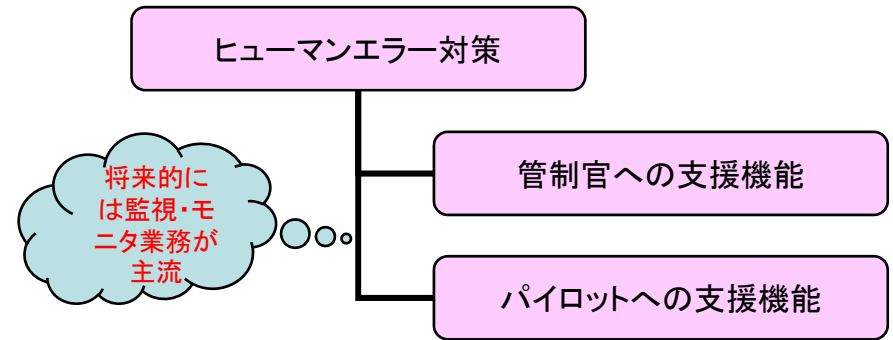 ヒューマンエラー対策
管制官への支援機能
将来的に
は監視・モ
ニタ業務が
主流
パイロットへの支援機能